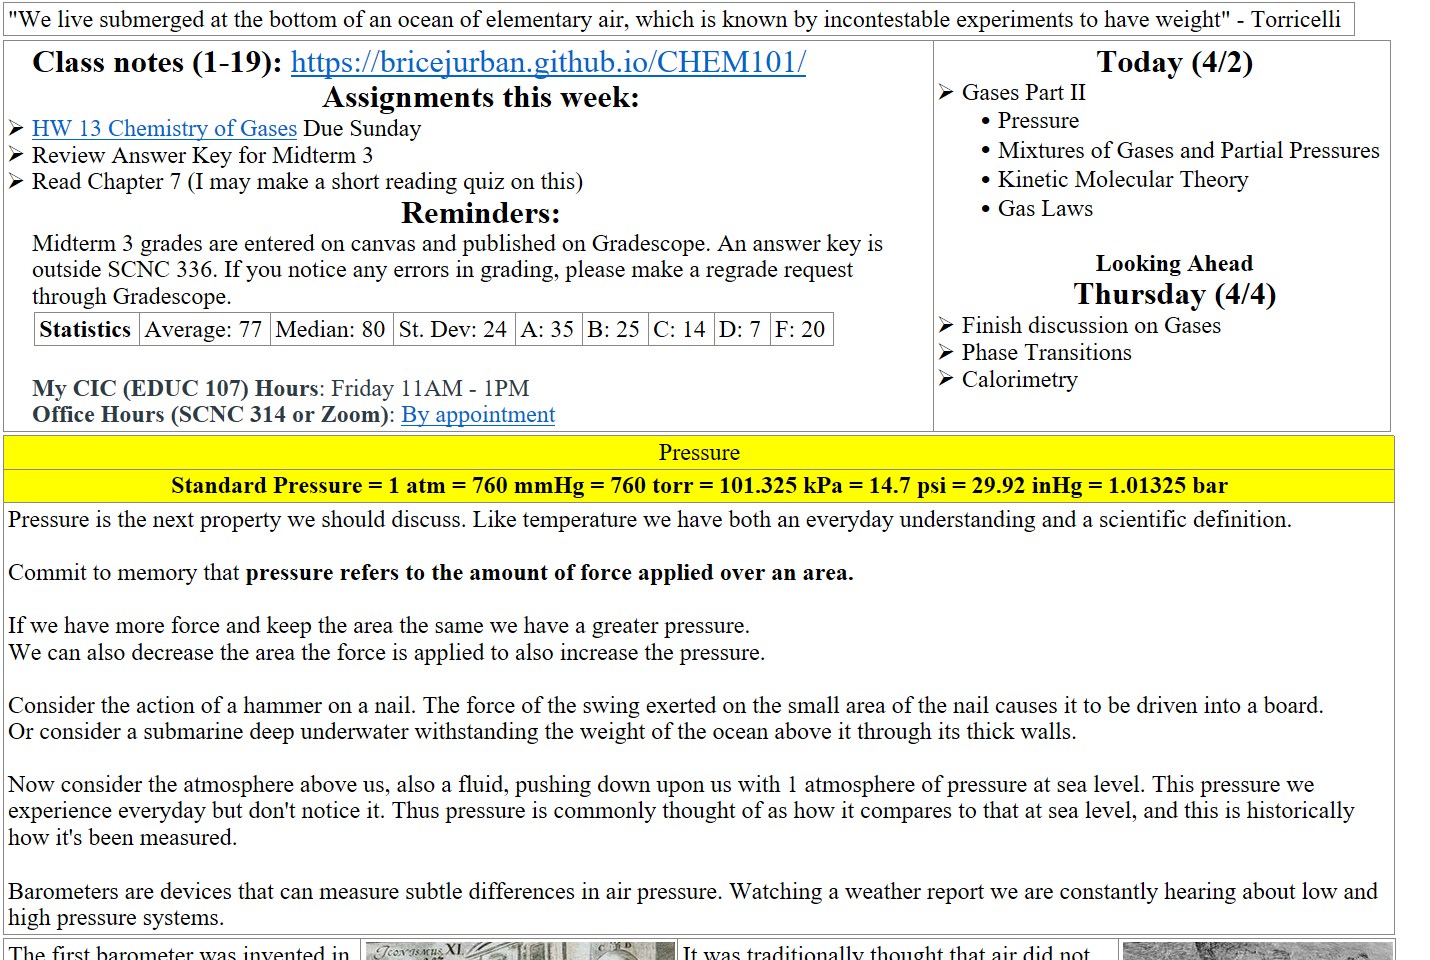 "We live submerged at the bottom of an ocean of elementary air, which is known by incontestable experiments to have weight" - Torricelli
Class notes (1-19): https://bricejurban.github.io/CHEM101/
Assignments this week:
➢ HW 13 Chemistry of Gases Due Sunday
➢ Review Answer Key for Midterm 3
➢ Read Chapter 7 (I may make a short reading quiz on this)
Reminders:
Midterm 3 grades are entered on canvas and published on Gradescope. An answer key is
outside SCNC 336. If you notice any errors in grading, please make a regrade request
through Gradescope.
Statistics Average: 77 Median: 80 St. Dev: 24 A: 35 B: 25 C: 14 D: 7 F: 20
My CIC (EDUC 107) Hours: Friday 11AM - 1PM
Office Hours (SCNC 314 or Zoom): By appointment
Today (4/2)
➢ Gases Part II
• Pressure
• Mixtures of Gases and Partial Pressures
• Kinetic Molecular Theory
• Gas Laws
Looking Ahead
Thursday (4/4)
➢ Finish discussion on Gases
➢ Phase Transitions
➢ Calorimetry
Pressure
Standard Pressure = 1 atm = 760 mmHg = 760 torr = 101.325 kPa = 14.7 psi = 29.92 inHg = 1.01325 bar
Pressure is the next property we should discuss. Like temperature we have both an everyday understanding and a scientific definition.
Commit to memory that pressure refers to the amount of force applied over an area.
If we have more force and keep the area the same we have a greater pressure.
We can also decrease the area the force is applied to also increase the pressure.
Consider the action of a hammer on a nail. The force of the swing exerted on the small area of the nail causes it to be driven into a board.
Or consider a submarine deep underwater withstanding the weight of the ocean above it through its thick walls.
Now consider the atmosphere above us, also a fluid, pushing down upon us with 1 atmosphere of pressure at sea level. This pressure we
experience everyday but don't notice it. Thus pressure is commonly thought of as how it compares to that at sea level, and this is historically
how it's been measured.
Barometers are devices that can measure subtle differences in air pressure. Watching a weather report we are constantly hearing about low and
high pressure systems.
The first barometer was invented in
It was traditionally thought that air did not